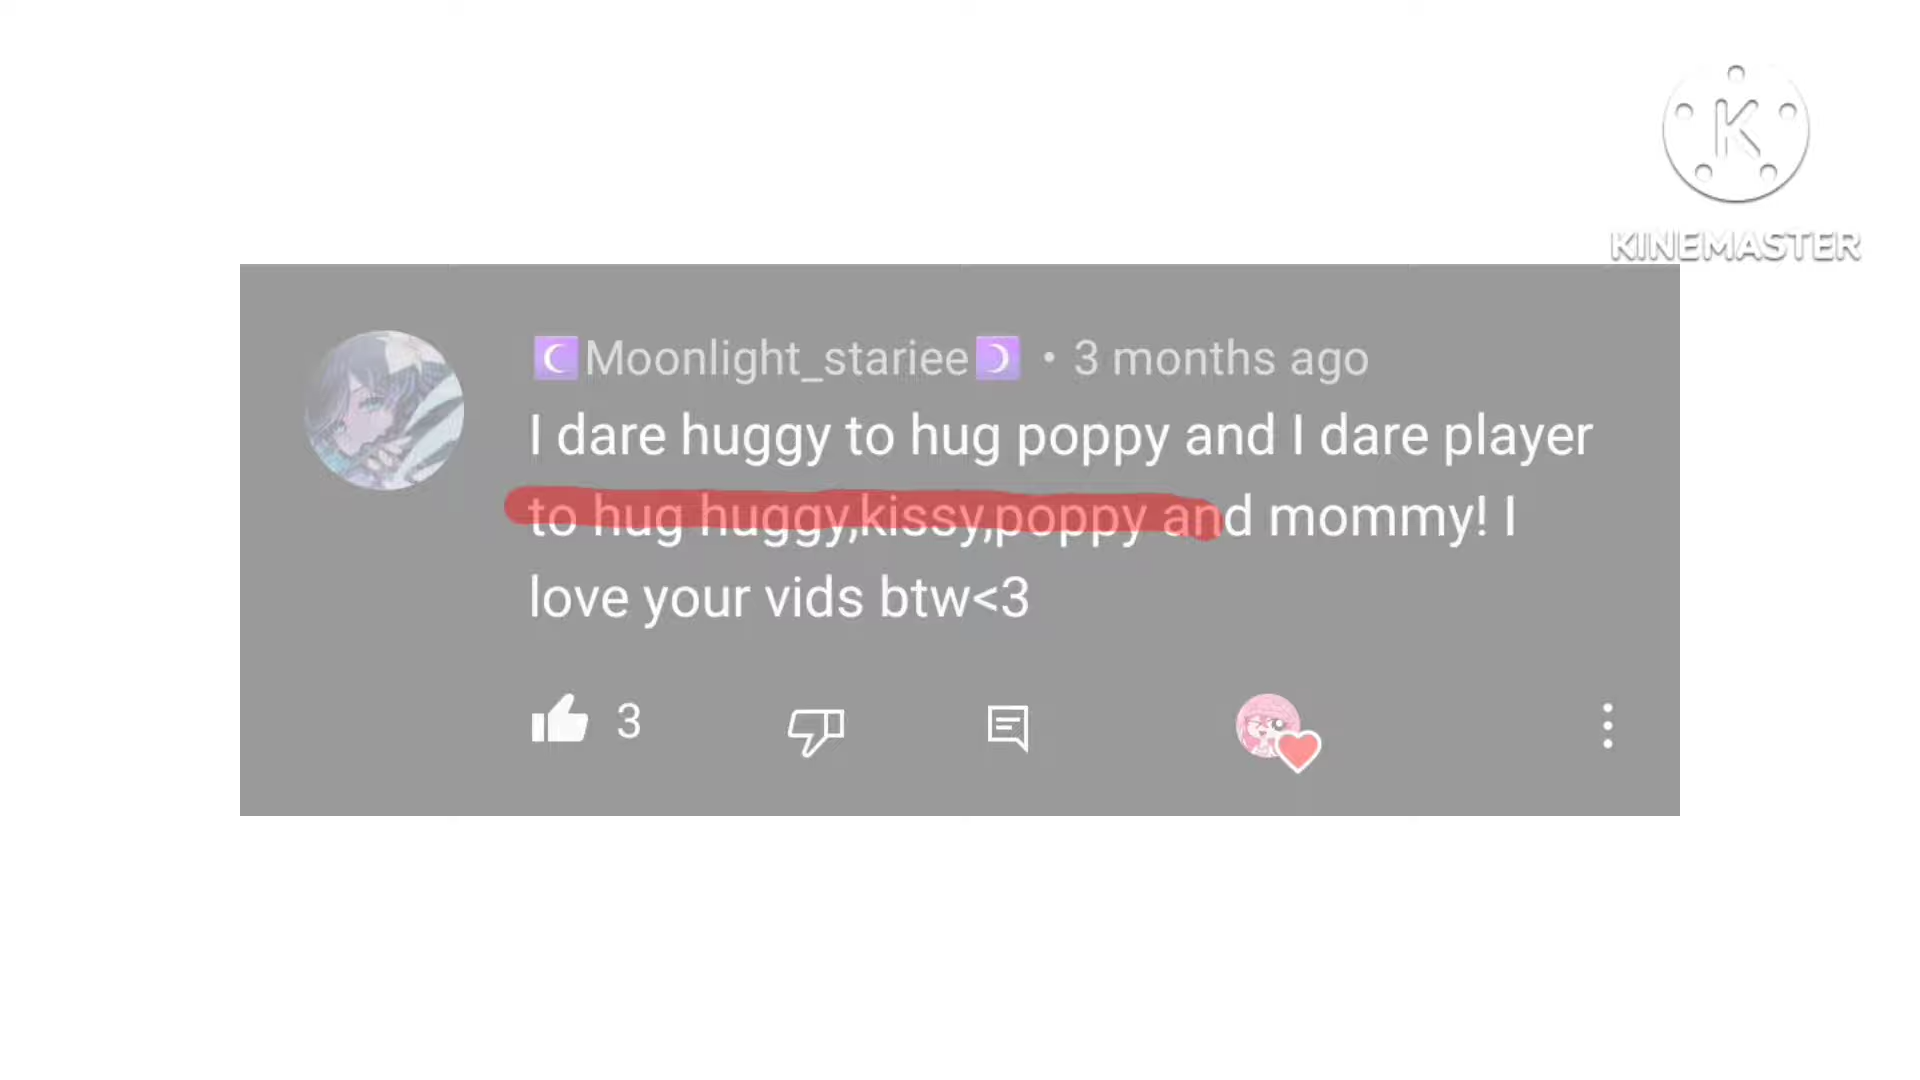 K
KINEMASTER
☪Moonlight_stariee☽ • 3 months ago
I dare huggy to hug poppy and I dare player
to hug huggy,kissy,poppy and mommy! I
love your vids btw<3
3